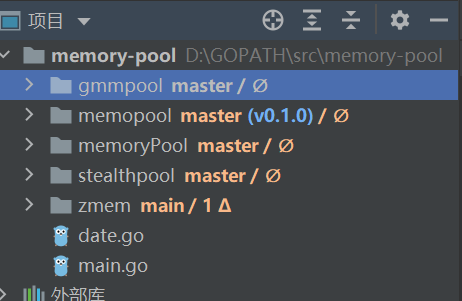 项目
memory-pool D:\GOPATH\src\memory-pool
gmmpool master / Ø
memopool master (v0.1.0) / Ø
memoryPool master / Ø
stealthpool master / Ø
zmem main / 1 Δ
date.go
main.go
外部库